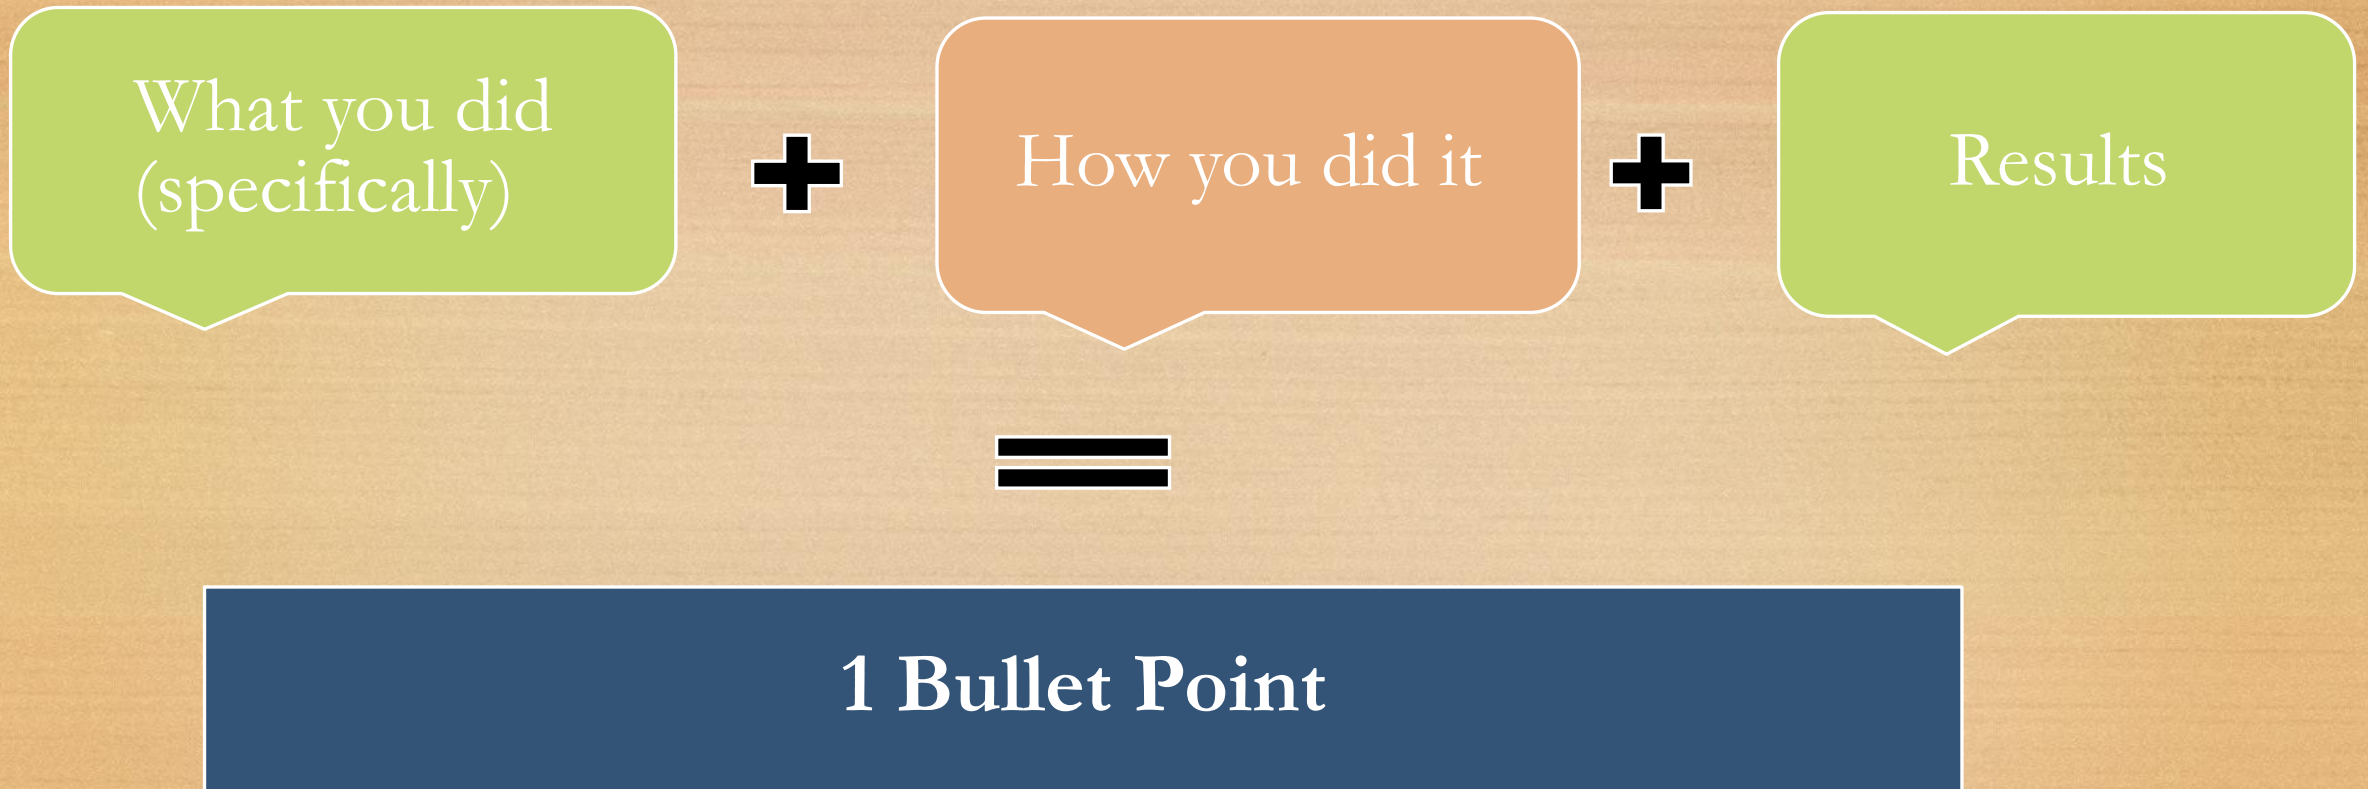 What you did
(specifically)
How you did it
Results
1 Bullet Point